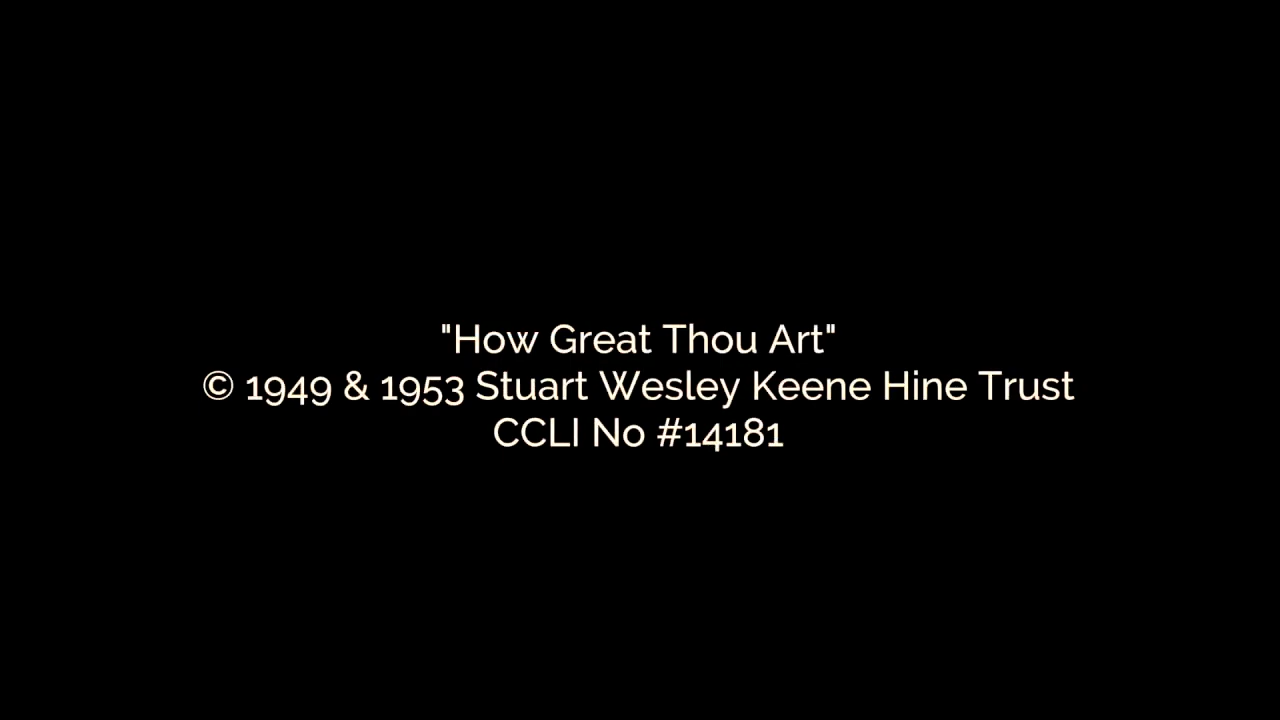 "How Great Thou Art"
© 1949 & 1953 Stuart Wesley Keene Hine Trust
CCLI No #14181